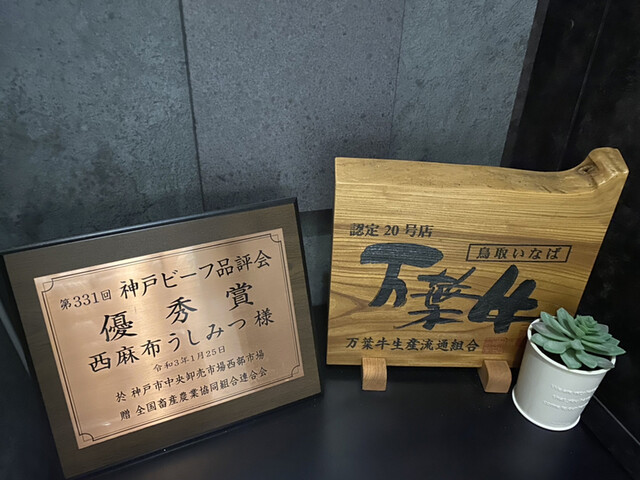 第331回 神戸ビーフ品評会
優秀賞
西麻布うしみつ様
令和3年1月25日
於 神戸市中央卸売市場西部市場
贈 全国畜産農業協同組合連合会
認定20号店
鳥取いなば
万葉牛
万葉牛生産流通組合